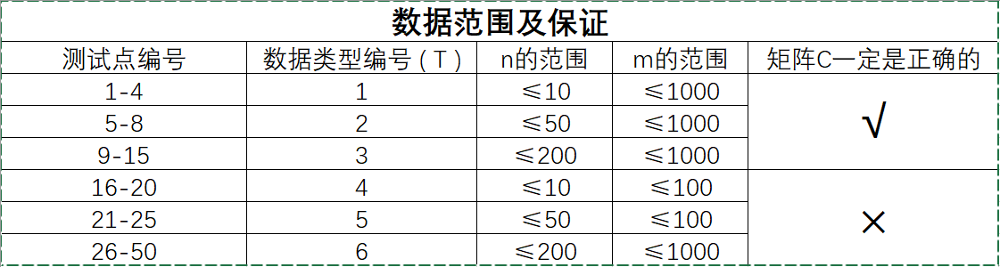 数据范围及保证
测试点编号 数据类型编号 ( T ) n的范围 m的范围 矩阵C一定是正确的
1-4 1 ≤10 ≤1000 √
5-8 2 ≤50 ≤1000
9-15 3 ≤200 ≤1000
16-20 4 ≤10 ≤100 ×
21-25 5 ≤50 ≤100
26-50 6 ≤200 ≤1000